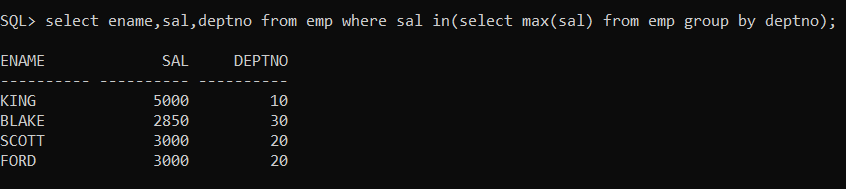 SQL> select ename,sal,deptno from emp where sal in(select max(sal) from emp group by deptno);
ENAME             SAL     DEPTNO
---------- ---------- ----------
KING             5000         10
BLAKE            2850         30
SCOTT            3000         20
FORD             3000         20